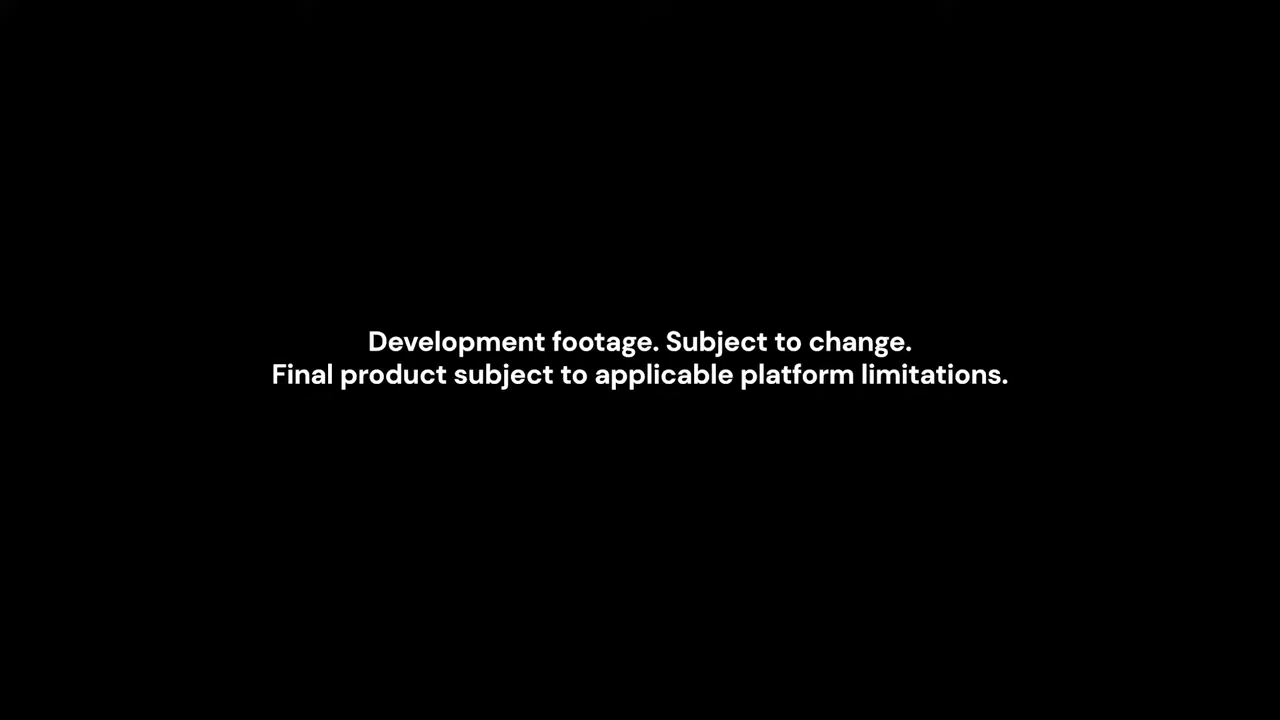 Development footage. Subject to change.
Final product subject to applicable platform limitations.